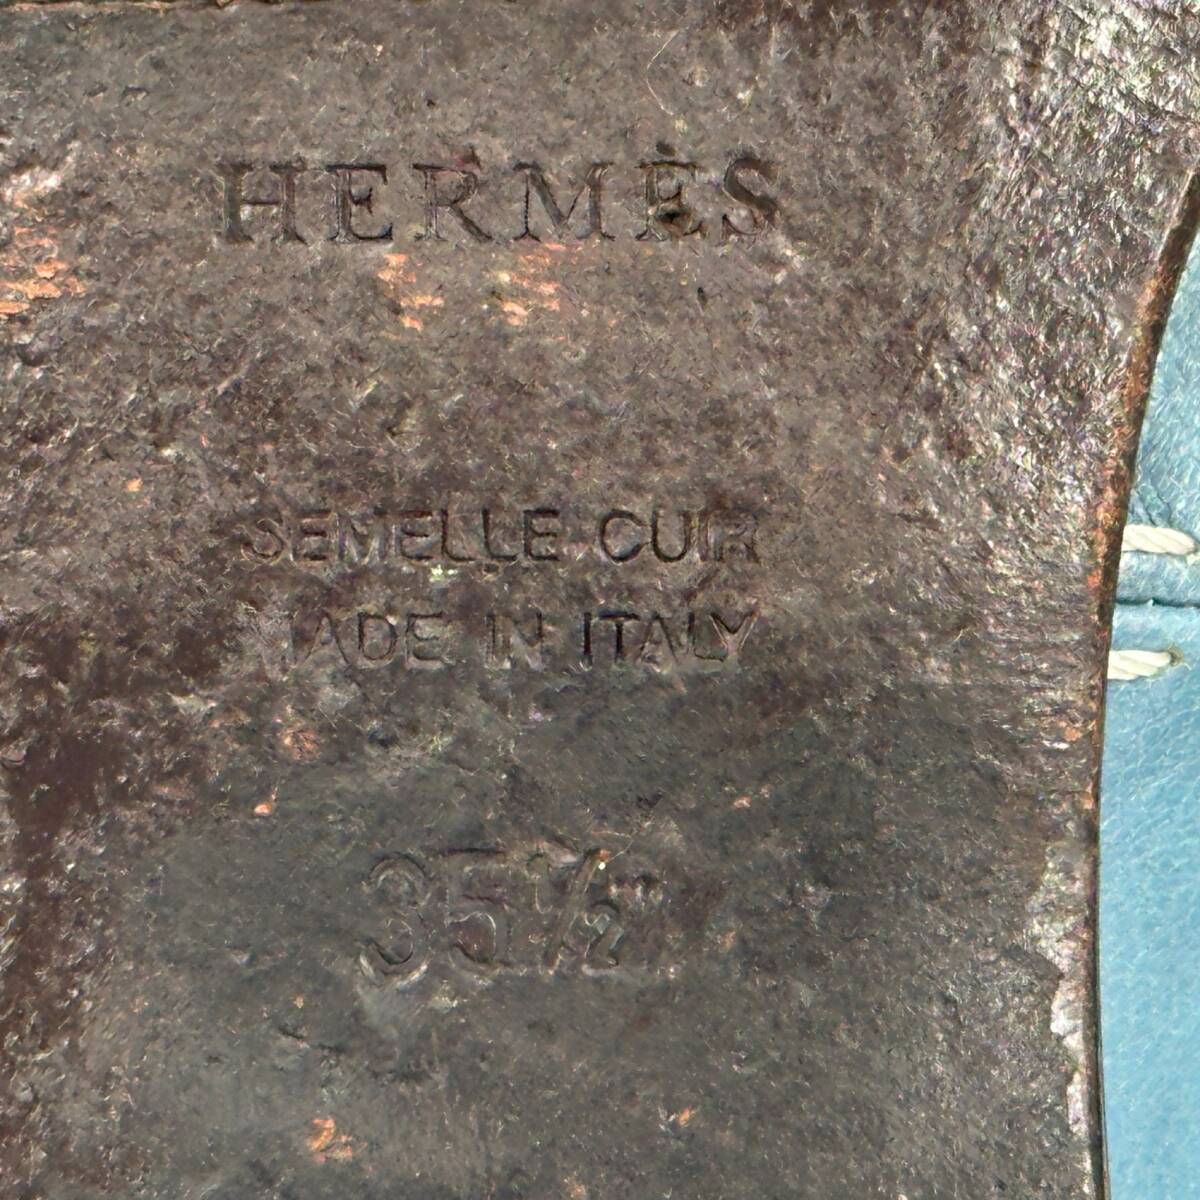 HERMÈS
SEMELLE CUIR
MADE IN ITALY
35½